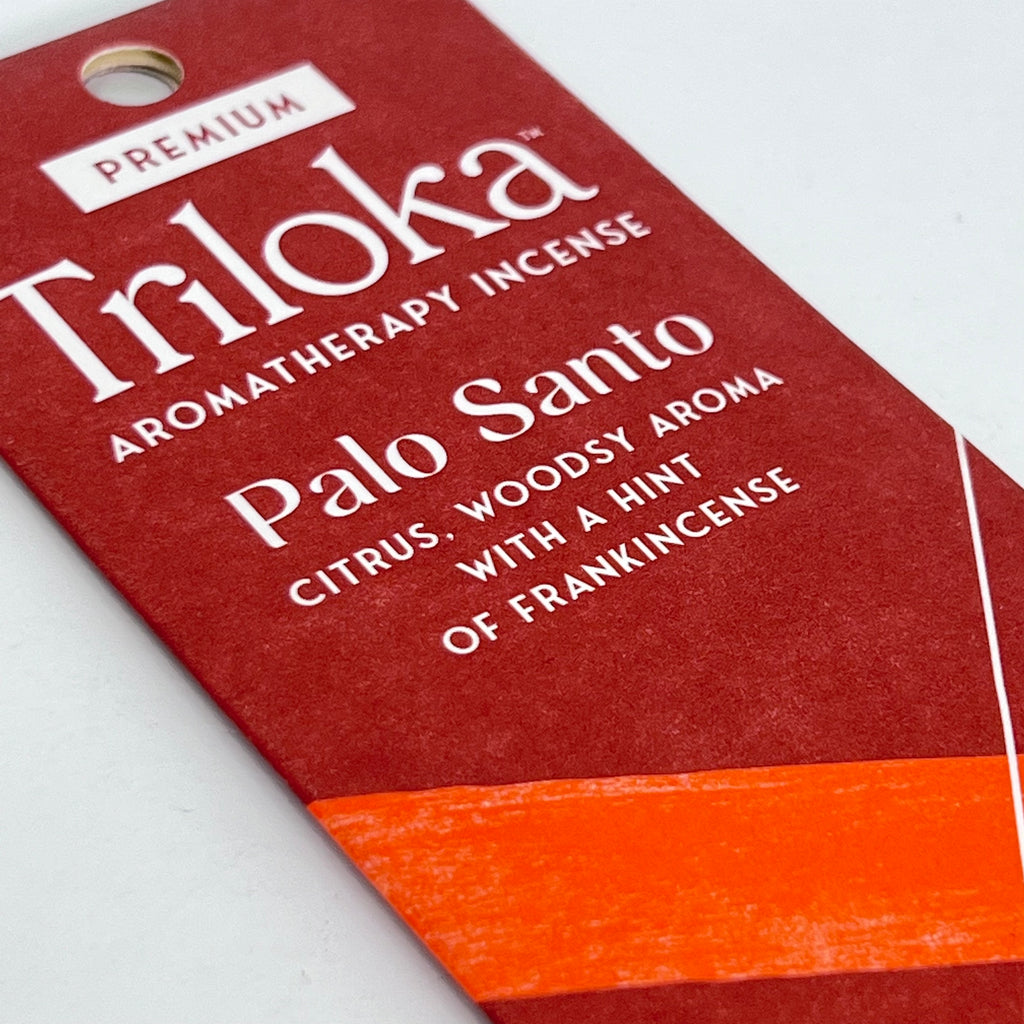 PREMIUM
Triloka™
AROMATHERAPY INCENSE
Palo Santo
CITRUS, WOODSY AROMA
WITH A HINT
OF FRANKINCENSE